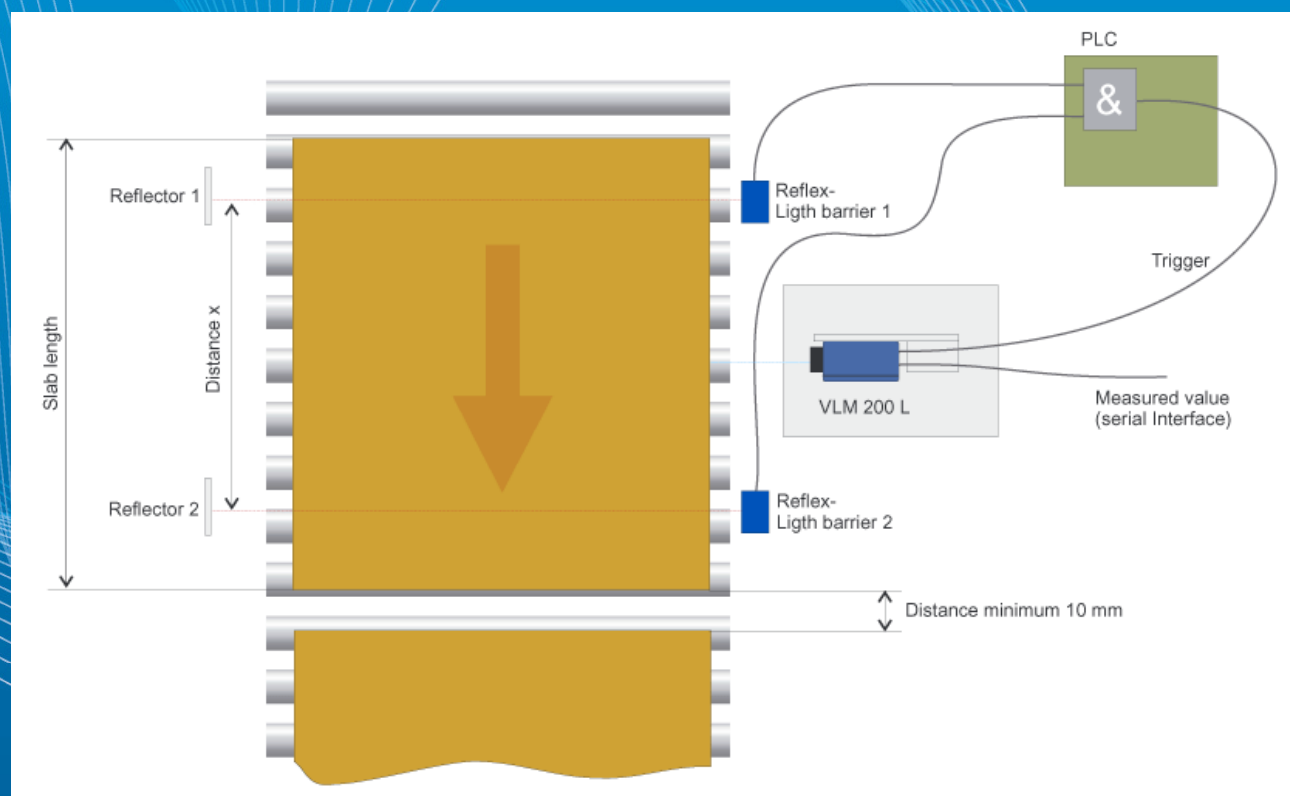 PLC
&
Reflector 1
Reflex-
Ligth barrier 1
Trigger
Slab length
Distance x
VLM 200 L
Measured value
(serial Interface)
Reflector 2
Reflex-
Ligth barrier 2
Distance minimum 10 mm